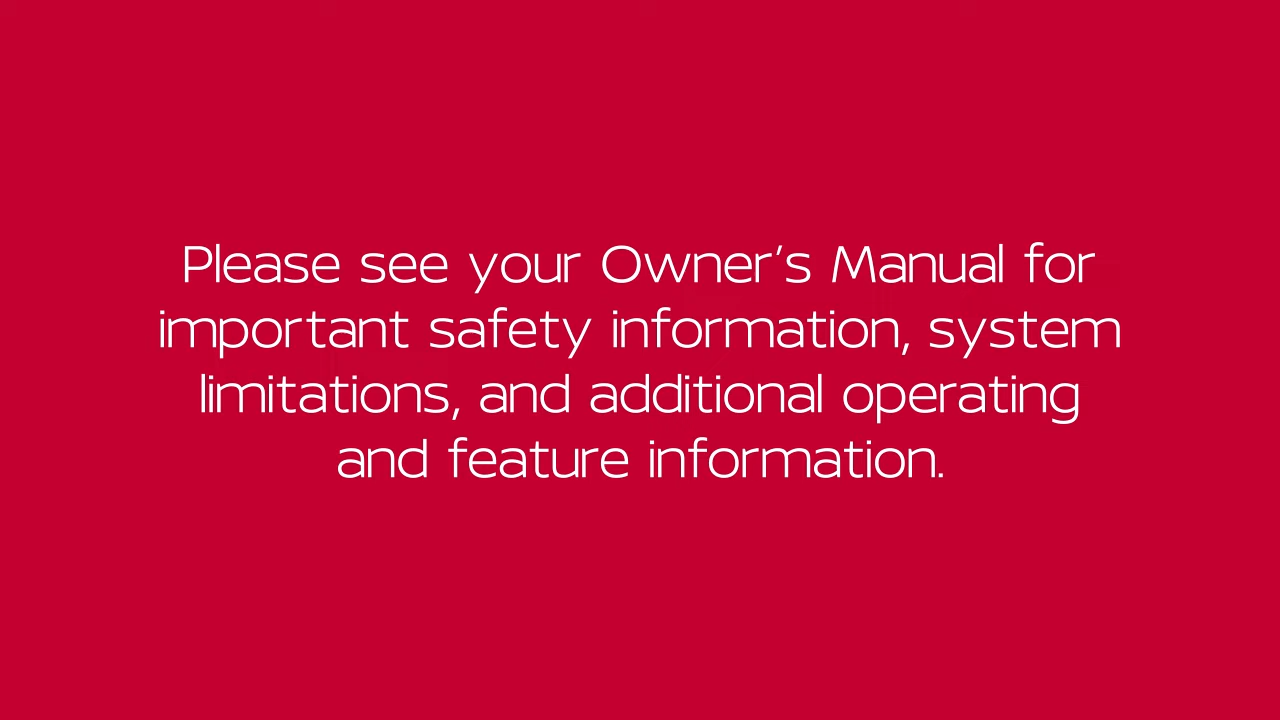 Please see your Owner’s Manual for
important safety information, system
limitations, and additional operating
and feature information.